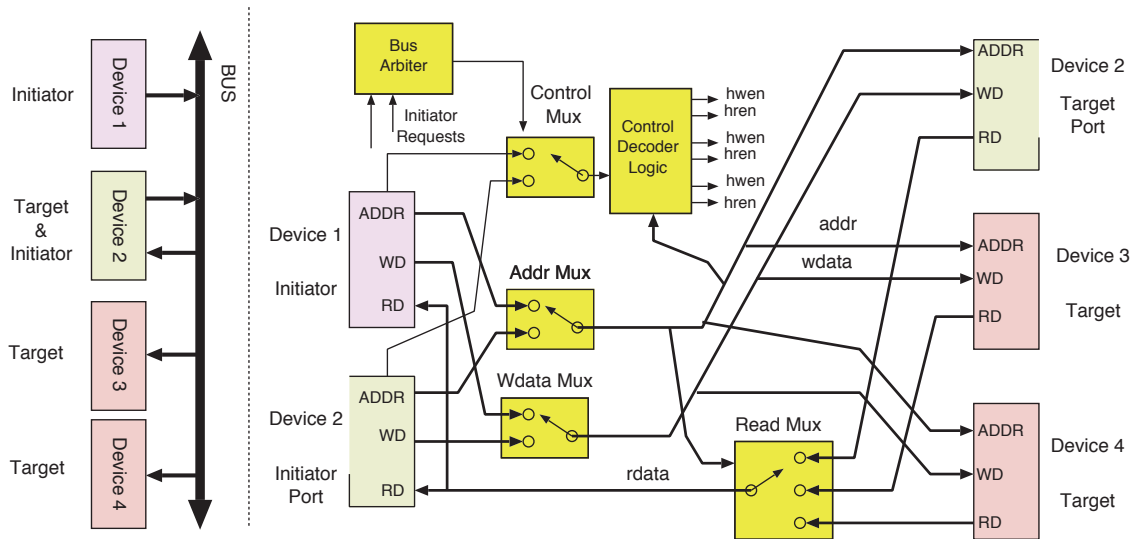 Initiator
Device 1
BUS
Target
&
Initiator
Device 2
Target
Device 3
Target
Device 4
Bus
Arbiter
Initiator
Requests
Control
Mux
Control
Decoder
Logic
hwen
hren
hwen
hren
hwen
hren
Device 1
Initiator
ADDR
WD
RD
Addr Mux
Device 2
Initiator
Port
ADDR
WD
RD
Wdata Mux
rdata
Read Mux
addr
wdata
ADDR
WD
RD
Device 2
Target
Port
ADDR
WD
RD
Device 3
Target
ADDR
WD
RD
Device 4
Target